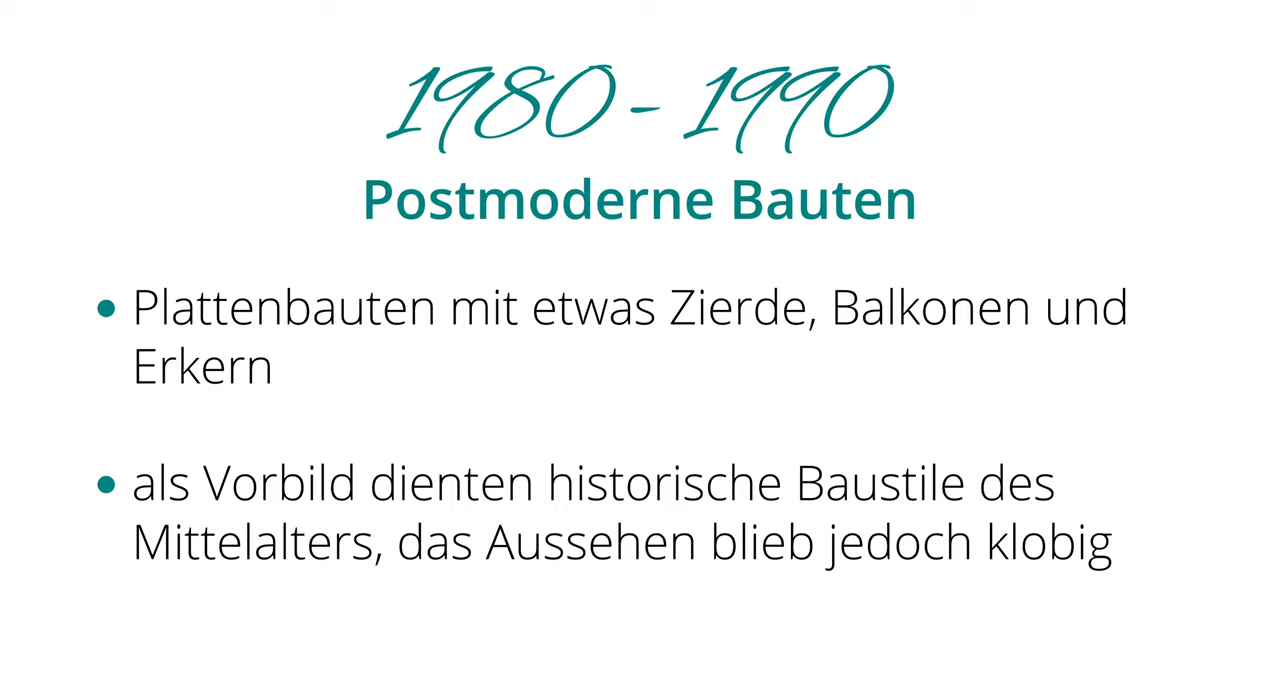 1980 - 1990
Postmoderne Bauten
• Plattenbauten mit etwas Zierde, Balkonen und
Erkern
• als Vorbild dienten historische Baustile des
Mittelalters, das Aussehen blieb jedoch klobig